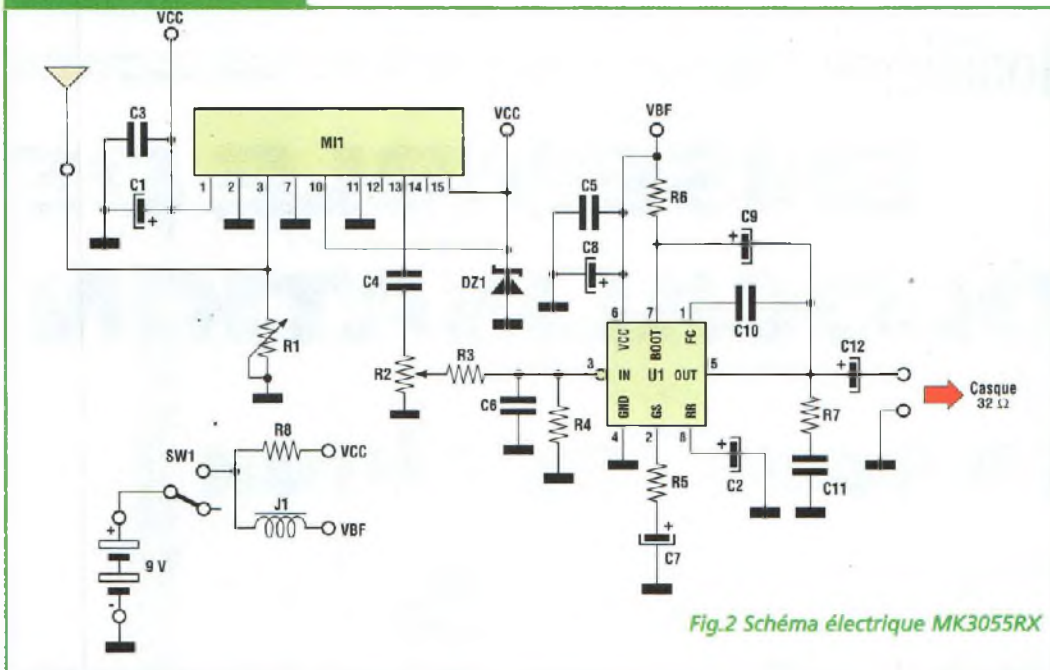 VCC
C3
C1
+
MI1
1 2 3 7 10 11 12 13 14 15
VCC
C4
DZ1
R1
R2
R3
C6
R4
VBF
C5
C8
+
R6
C9
+
C10
6 7 1
VCC BOOT FC
3 IN U1 OUT 5
GND GS RR
4 2 8
C12
+
Casque
32 Ω
R7
C11
R5
C2
+
C7
+
SW1
R8
VCC
J1
VBF
+
9 V
-
Fig.2 Schéma électrique MK3055RX